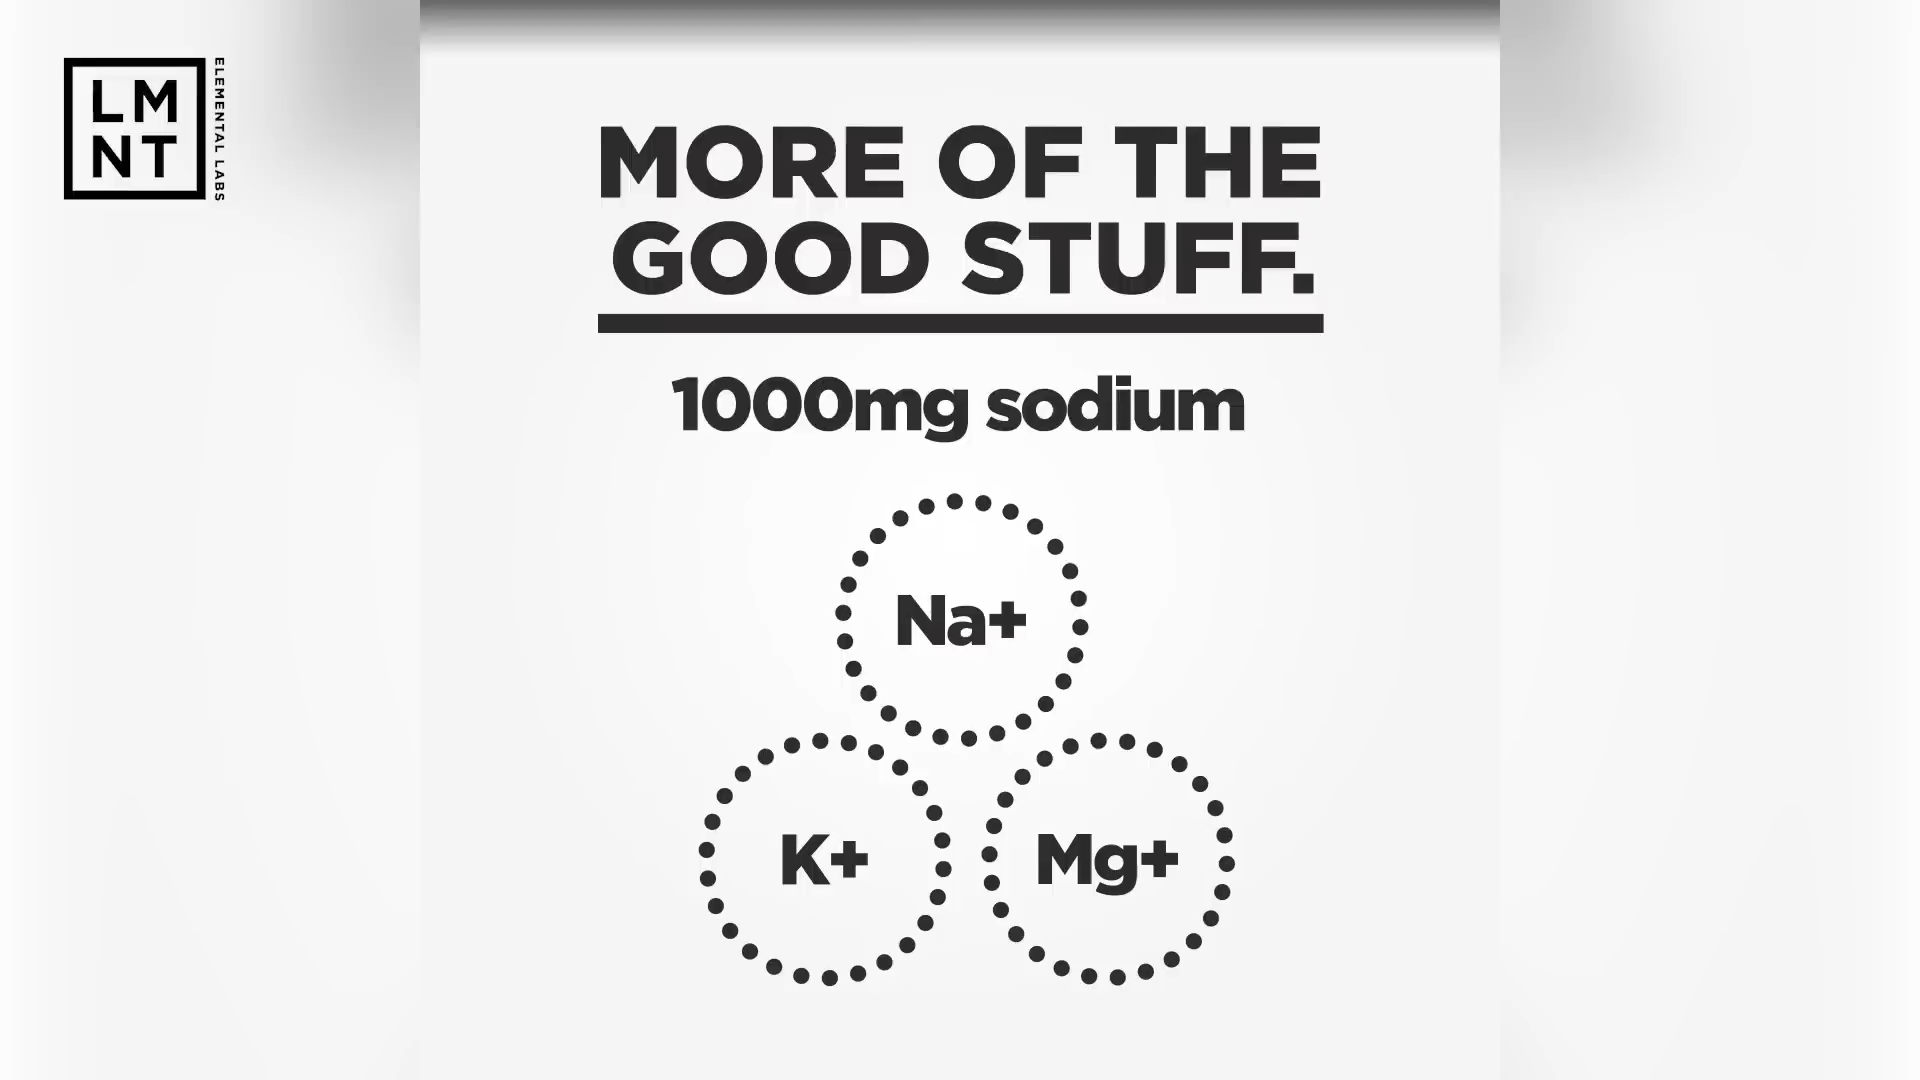 LM
NT
ELEMENTAL LABS
MORE OF THE
GOOD STUFF.
1000mg sodium
Na+
K+
Mg+